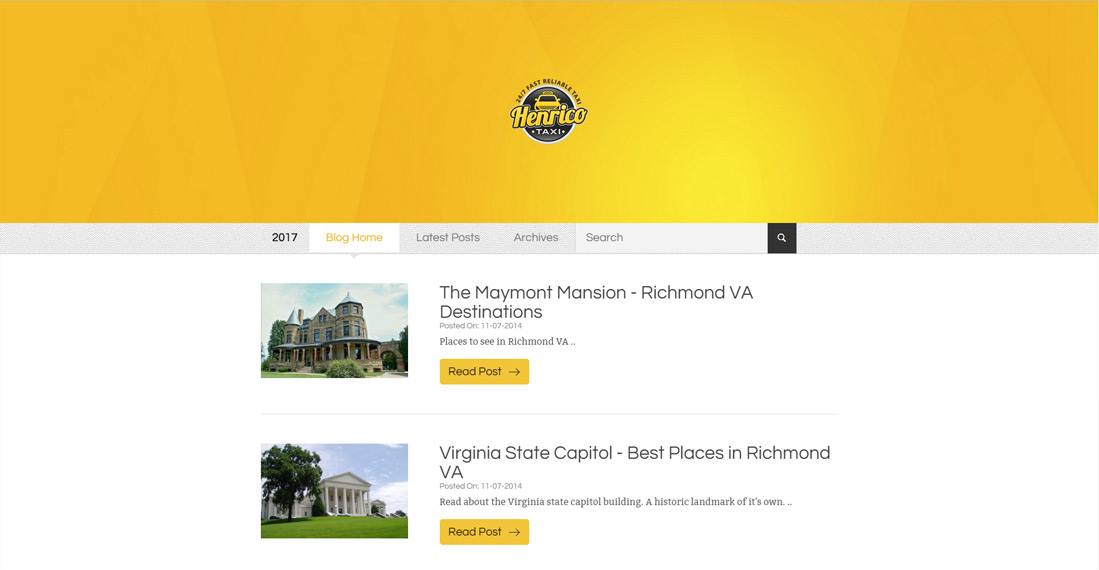 24/7 FAST RELIABLE TAXI
Henrico
• TAXI •
2017
Blog Home
Latest Posts
Archives
Search
The Maymont Mansion - Richmond VA
Destinations
Posted On: 11-07-2014
Places to see in Richmond VA ..
Read Post →
Virginia State Capitol - Best Places in Richmond
VA
Posted On: 11-07-2014
Read about the Virginia state capitol building. A historic landmark of it's own. ..
Read Post →